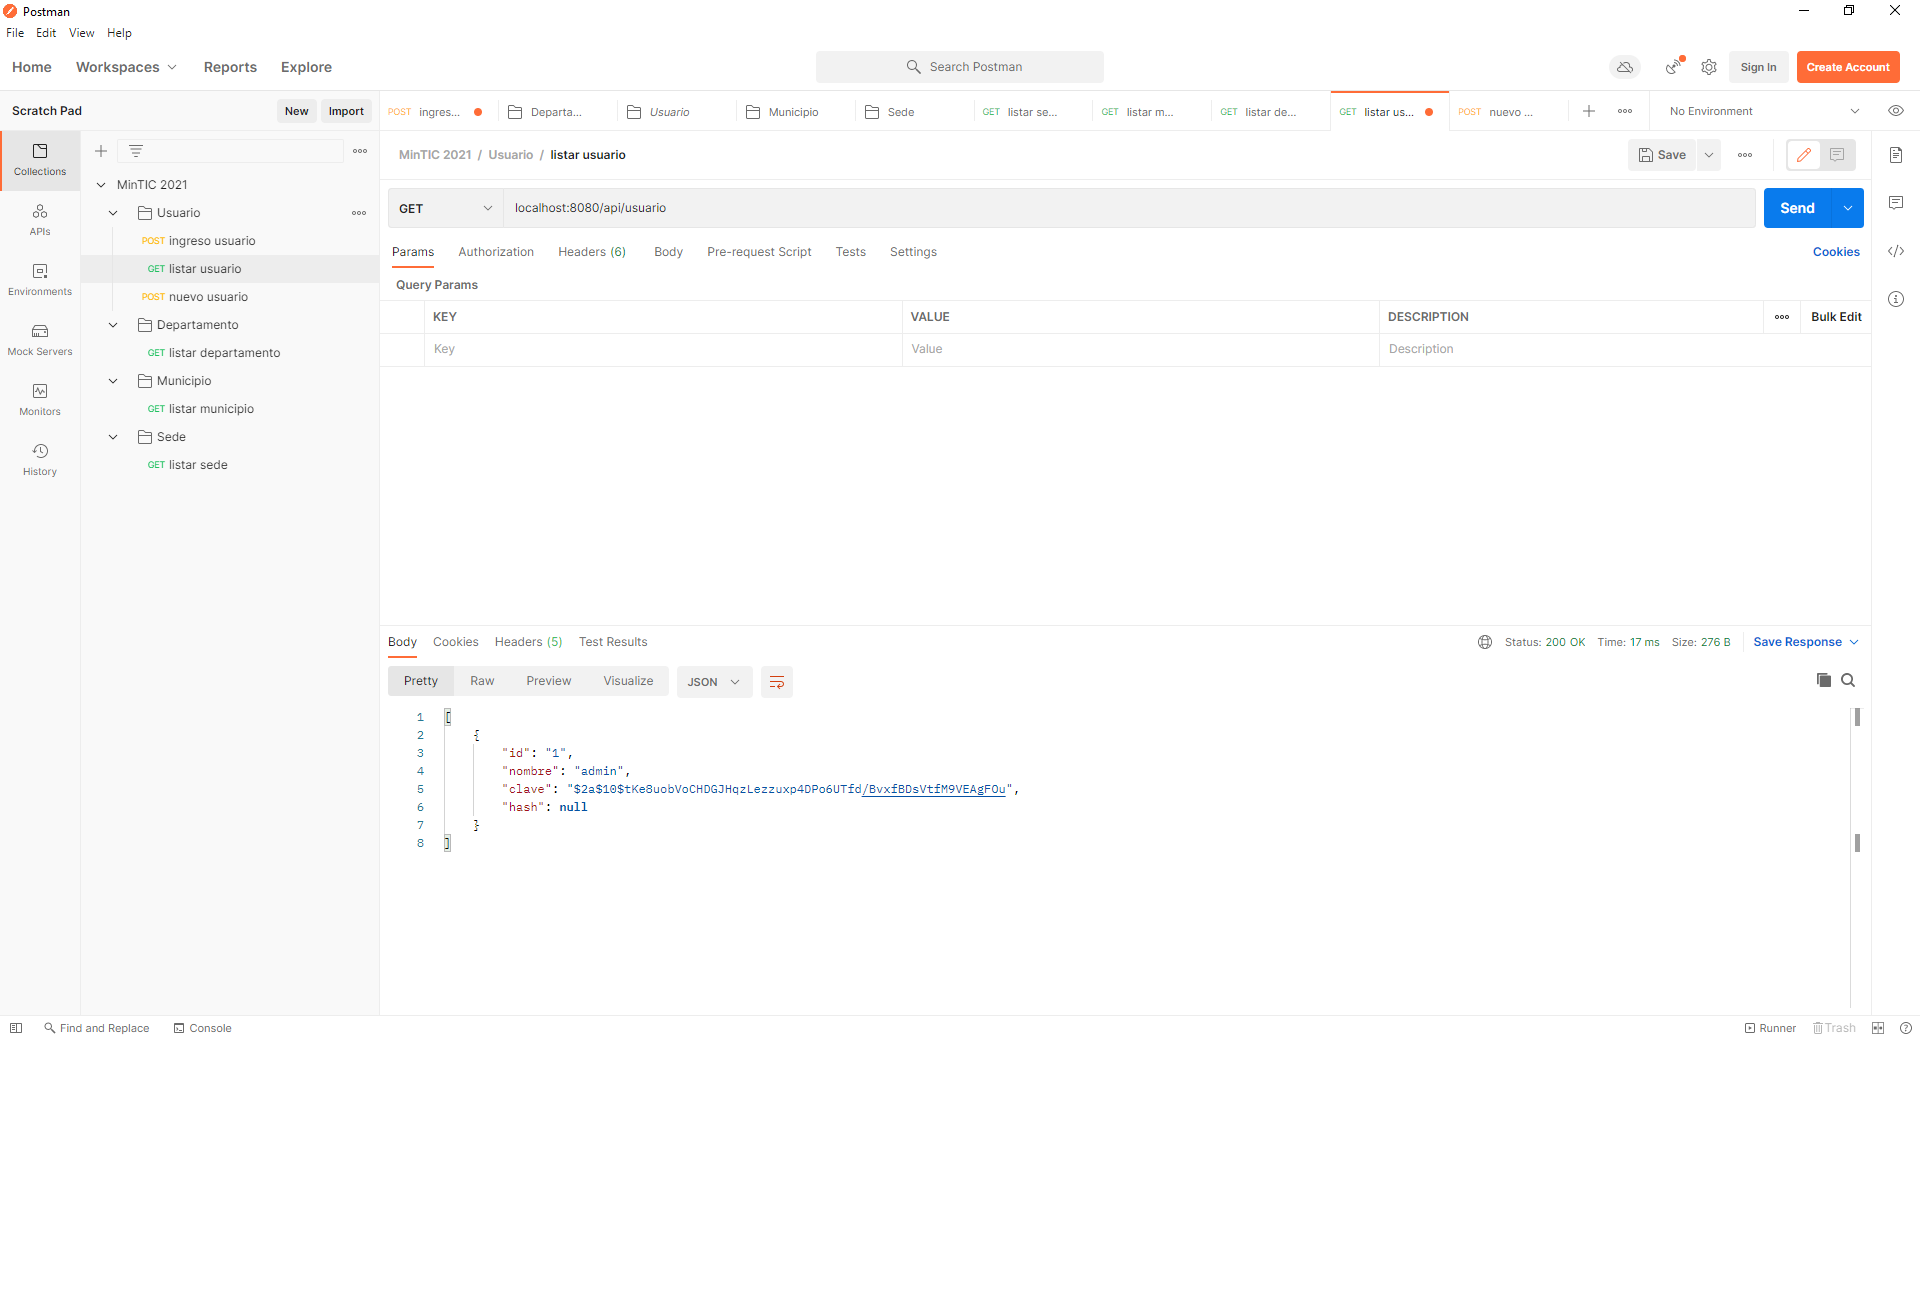 Postman
File Edit View Help
Home Workspaces Reports Explore
Search Postman
Sign In Create Account
Scratch Pad New Import
POST ingres... Departa... Usuario Municipio Sede GET listar se... GET listar m... GET listar de... GET listar us... POST nuevo ... No Environment
Collections
APIs
Environments
Mock Servers
Monitors
History
MinTIC 2021
Usuario
POST ingreso usuario
GET listar usuario
POST nuevo usuario
Departamento
GET listar departamento
Municipio
GET listar municipio
Sede
GET listar sede
MinTIC 2021 / Usuario / listar usuario
Save
GET localhost:8080/api/usuario Send
Params Authorization Headers (6) Body Pre-request Script Tests Settings Cookies
Query Params
KEY VALUE DESCRIPTION Bulk Edit
Key Value Description
Body Cookies Headers (5) Test Results Status: 200 OK Time: 17 ms Size: 276 B Save Response
Pretty Raw Preview Visualize JSON
1 [
2 {
3 "id": "1",
4 "nombre": "admin",
5 "clave": "$2a$10$tKe8uobVoCHDGJHqzLezzuxp4DPo6UTfd/BvxfBDsVtfM9VEAgFOu",
6 "hash": null
7 }
8 ]
Find and Replace Console Runner Trash